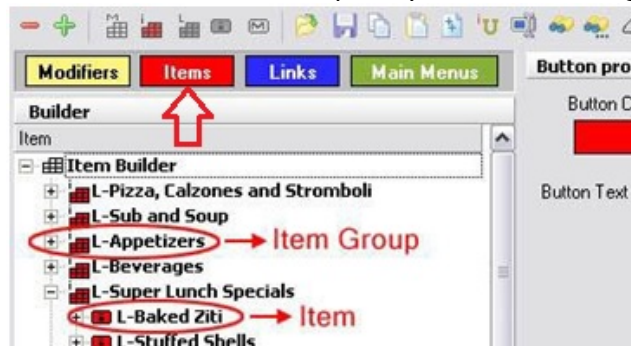 Modifiers Items Links Main Menus
Button pro
Builder
Button C
Item
Item Builder
L-Pizza, Calzones and Stromboli
Button Text
L-Sub and Soup
L-Appetizers Item Group
L-Beverages
L-Super Lunch Specials
L-Baked Ziti Item
L-Stuffed Shells